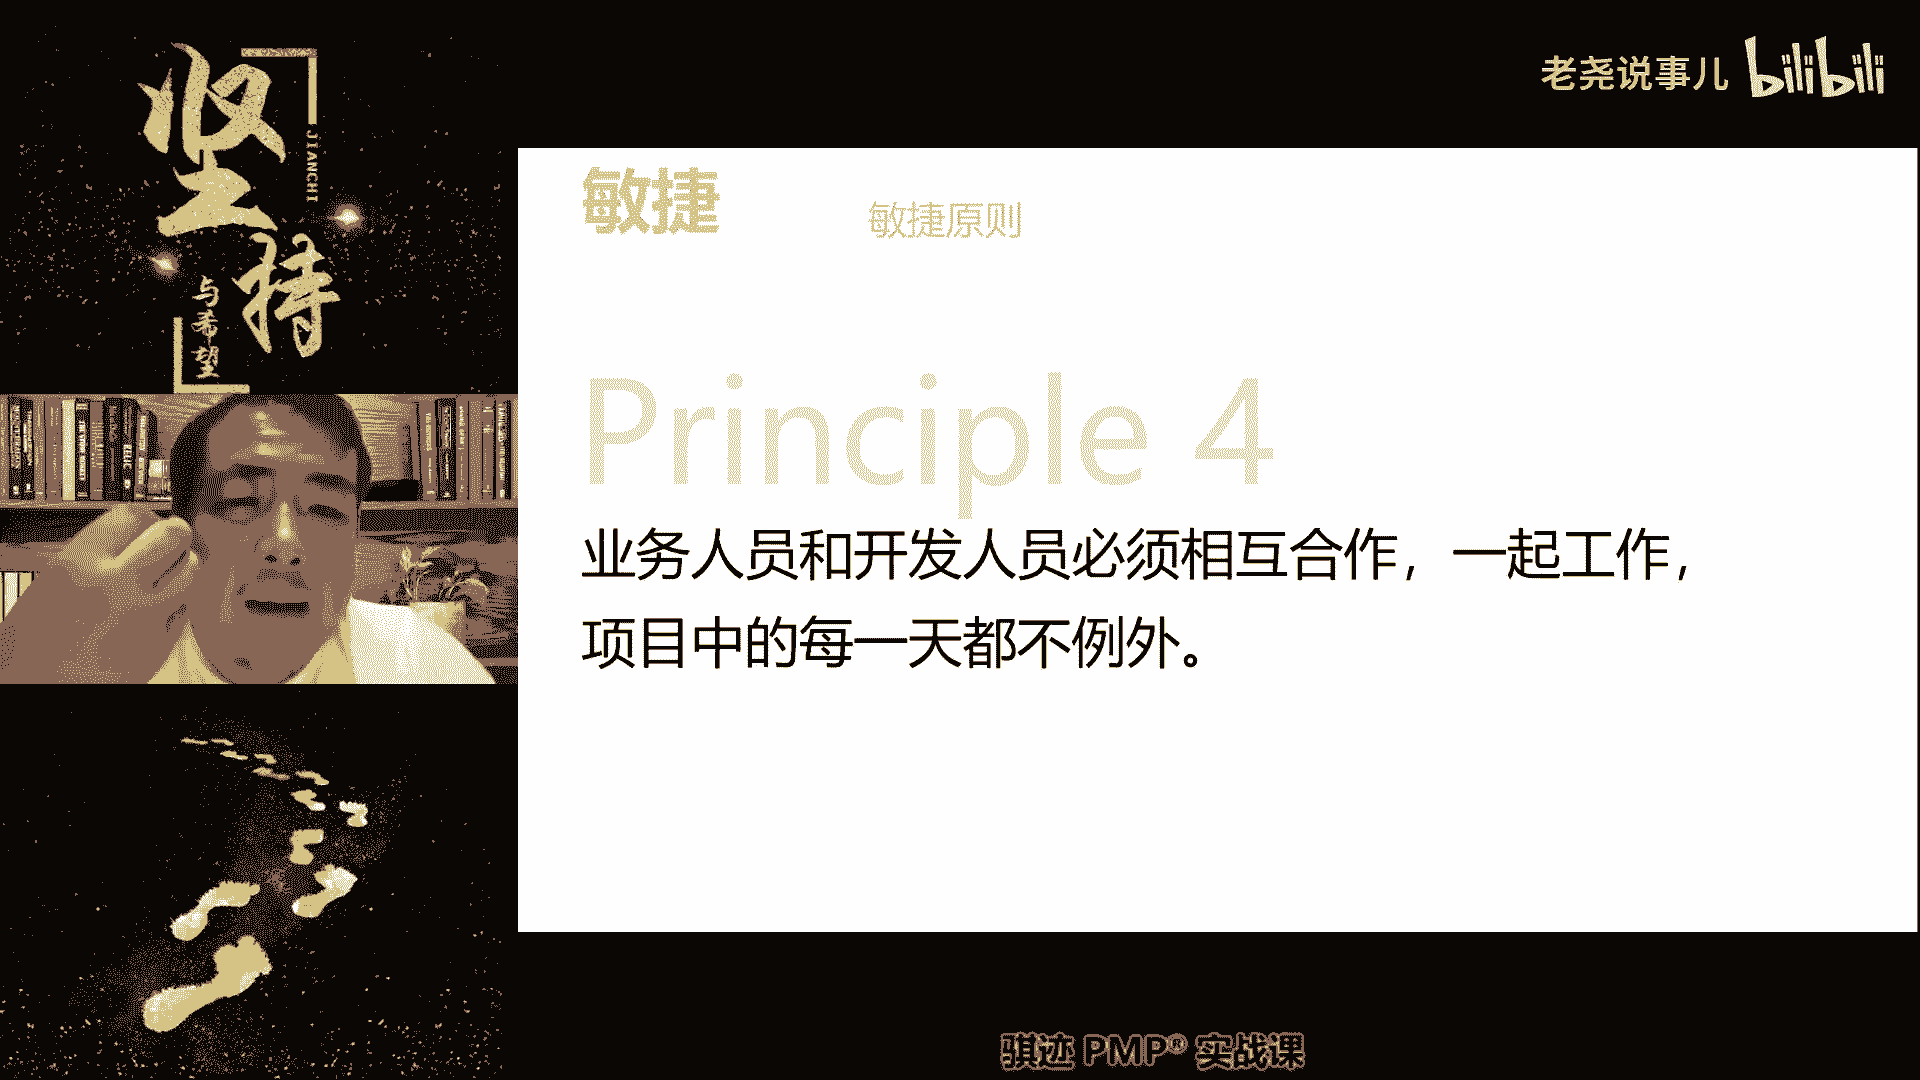 坚持
JIANCHI
与希望
老尧说事儿 bilibili
敏捷
敏捷原则
Principle 4
业务人员和开发人员必须相互合作，一起工作，
项目中的每一天都不例外。
骐迹 PMP® 实战课